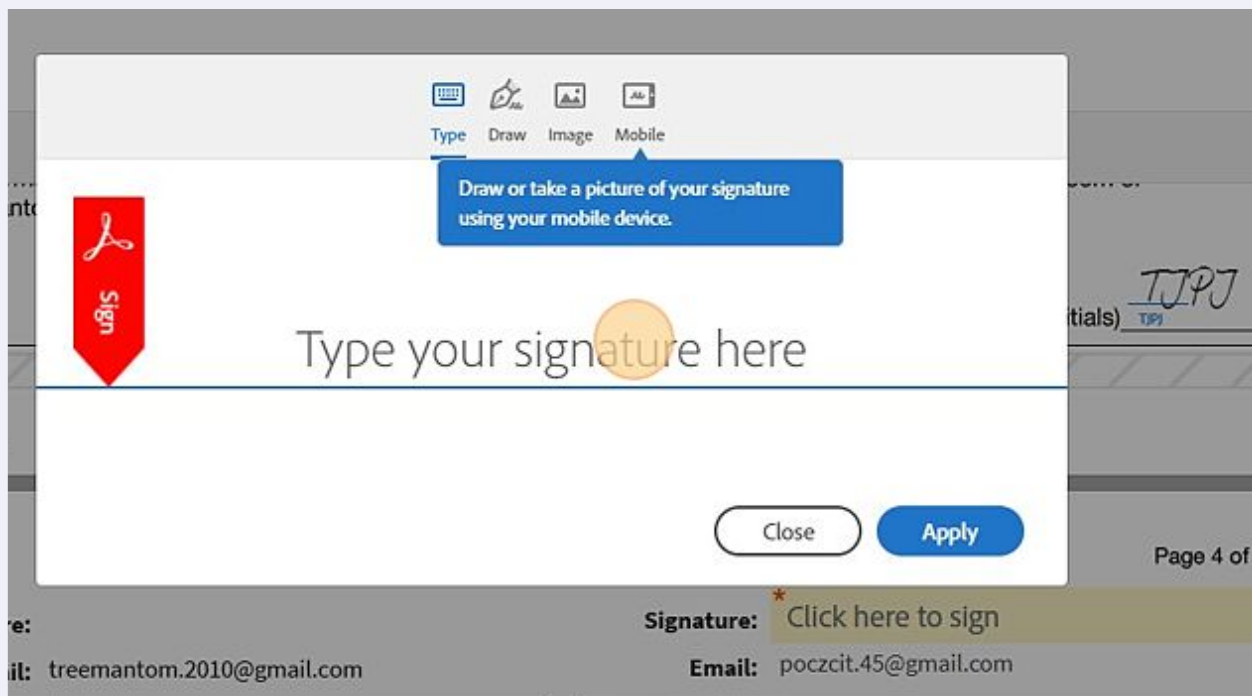 Type Draw Image Mobile
Draw or take a picture of your signature
using your mobile device.
Sign
TJPJ
itials) TJPJ
Type your signature here
Close Apply
Page 4 of
re: Signature: * Click here to sign
il: treemantom.2010@gmail.com Email: poczcit.45@gmail.com